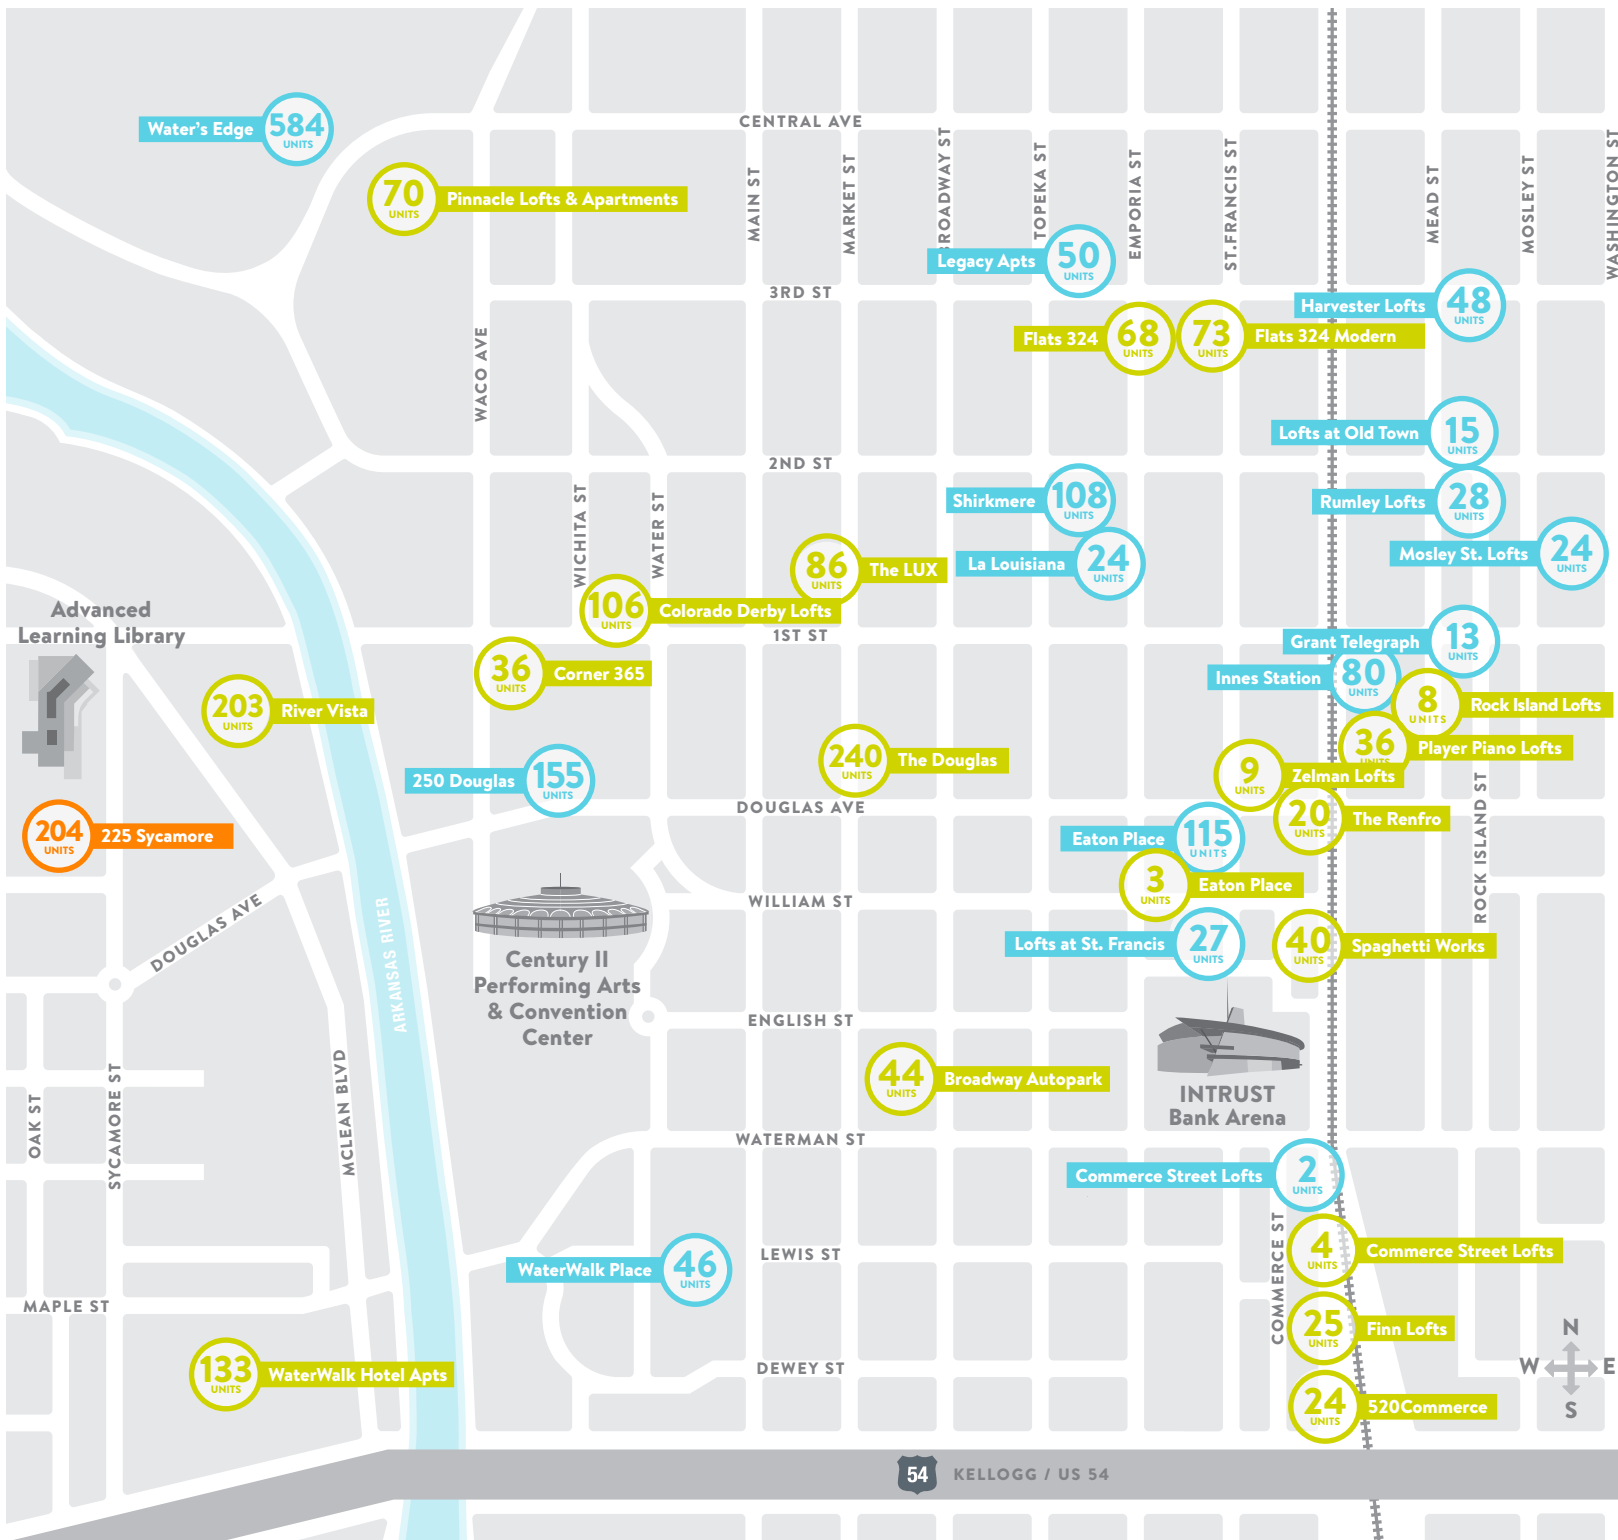 CENTRAL AVE
Water's Edge
584
UNITS
70
UNITS
Pinnacle Lofts & Apartments
MAIN ST
MARKET ST
BROADWAY ST
TOPEKA ST
EMPORIA ST
ST.FRANCIS ST
MEAD ST
MOSLEY ST
WASHINGTON ST
Legacy Apts
50
UNITS
3RD ST
Harvester Lofts
48
UNITS
Flats 324
68
UNITS
73
UNITS
Flats 324 Modern
WACO AVE
Lofts at Old Town
15
UNITS
2ND ST
WICHITA ST
WATER ST
Shirkmere
108
UNITS
Rumley Lofts
28
UNITS
Mosley St. Lofts
24
UNITS
86
UNITS
The LUX
La Louisiana
24
UNITS
106
UNITS
Colorado Derby Lofts
Advanced
Learning Library
1ST ST
Grant Telegraph
13
UNITS
36
UNITS
Corner 365
Innes Station
80
UNITS
8
UNITS
Rock Island Lofts
203
UNITS
River Vista
36
UNITS
Player Piano Lofts
240
UNITS
The Douglas
250 Douglas
155
UNITS
9
UNITS
Zelman Lofts
DOUGLAS AVE
204
UNITS
225 Sycamore
20
UNITS
The Renfro
Eaton Place
115
UNITS
ROCK ISLAND ST
3
UNITS
Eaton Place
WILLIAM ST
DOUGLAS AVE
ARKANSAS RIVER
Lofts at St. Francis
27
UNITS
40
UNITS
Spaghetti Works
Century II
Performing Arts
& Convention
Center
ENGLISH ST
44
UNITS
Broadway Autopark
INTRUST
Bank Arena
OAK ST
SYCAMORE ST
MCLEAN BLVD
WATERMAN ST
Commerce Street Lofts
2
UNITS
COMMERCE ST
4
UNITS
Commerce Street Lofts
LEWIS ST
WaterWalk Place
46
UNITS
MAPLE ST
25
UNITS
Finn Lofts
133
UNITS
WaterWalk Hotel Apts
DEWEY ST
N
W
E
S
24
UNITS
520Commerce
54
KELLOGG / US 54